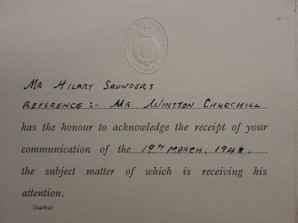 MR HILARY SAUNDERS
REFERENCE :- MR WINSTON CHURCHILL
has the honour to acknowledge the receipt of your
communication of the 19TH MARCH,
the subject matter of which is receiving his
attention.